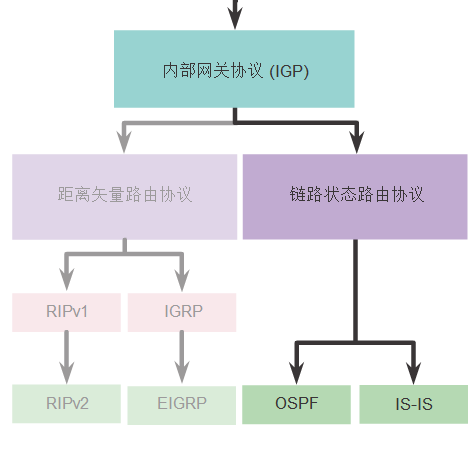 内部网关协议 (IGP)
距离矢量路由协议
链路状态路由协议
RIPv1
IGRP
RIPv2
EIGRP
OSPF
IS-IS